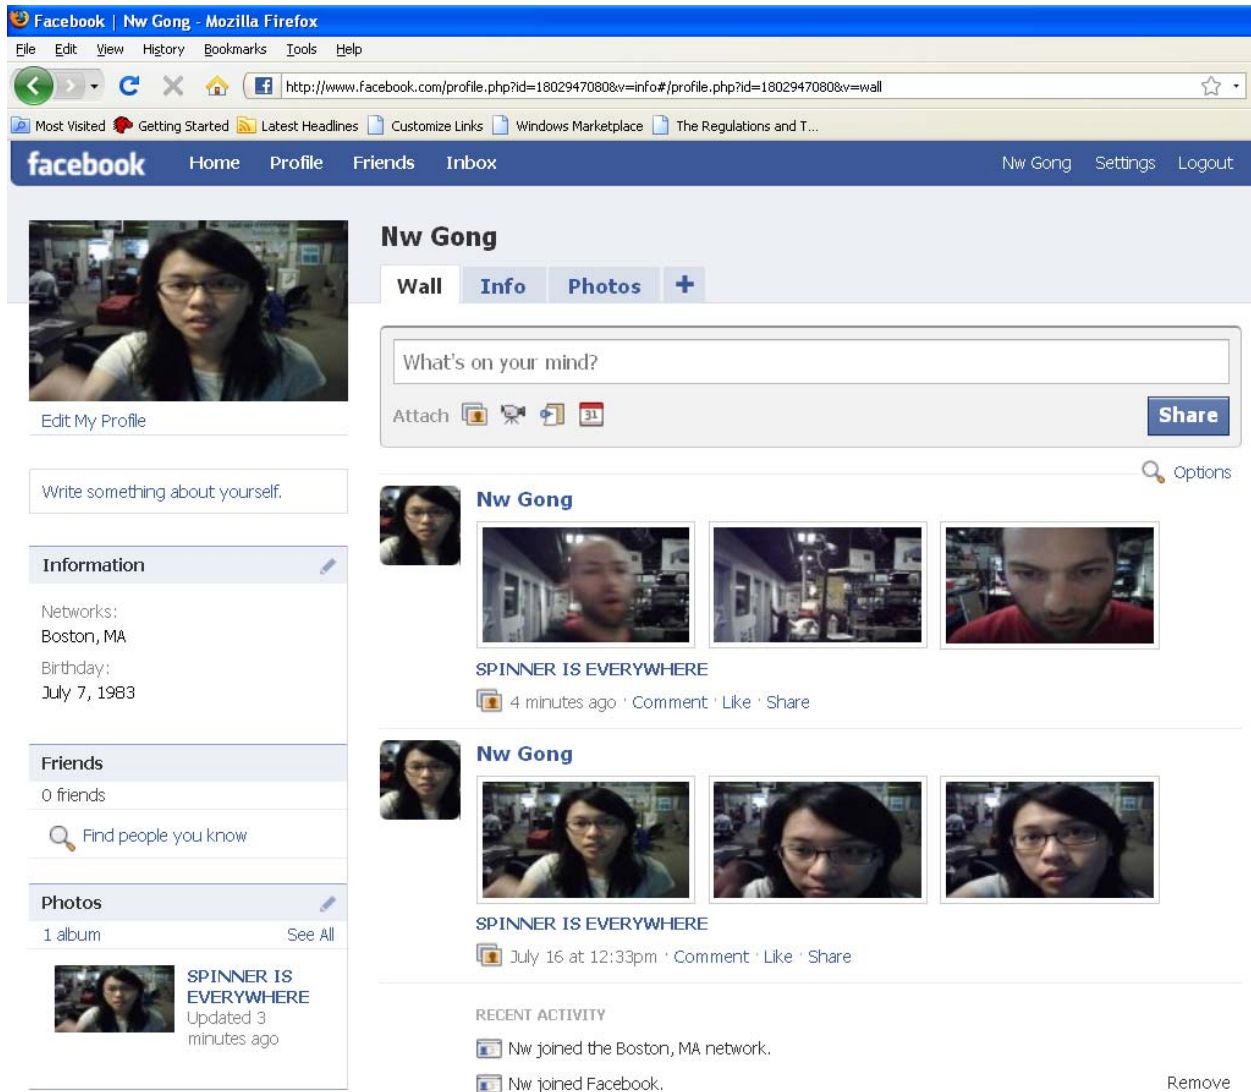 Facebook | Nw Gong - Mozilla Firefox
File Edit View History Bookmarks Tools Help
http://www.facebook.com/profile.php?id=1802947080&v=info#/profile.php?id=1802947080&v=wall
Most Visited Getting Started Latest Headlines Customize Links Windows Marketplace The Regulations and T...
facebook Home Profile Friends Inbox Nw Gong Settings Logout
Nw Gong
Wall Info Photos +
What's on your mind?
Attach 31 Share
Edit My Profile
Options
Write something about yourself.
Information
Networks:
Boston, MA
Birthday:
July 7, 1983
Friends
0 friends
Find people you know
Photos
1 album See All
SPINNER IS
EVERYWHERE
Updated 3
minutes ago
Nw Gong
SPINNER IS EVERYWHERE
4 minutes ago · Comment · Like · Share
Nw Gong
SPINNER IS EVERYWHERE
July 16 at 12:33pm · Comment · Like · Share
RECENT ACTIVITY
Nw joined the Boston, MA network.
Nw joined Facebook. Remove